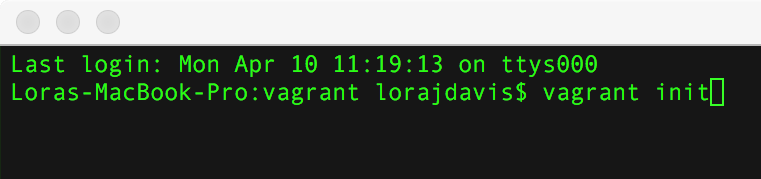 Last login: Mon Apr 10 11:19:13 on ttys000
Loras-MacBook-Pro:vagrant lorajdavis$ vagrant init